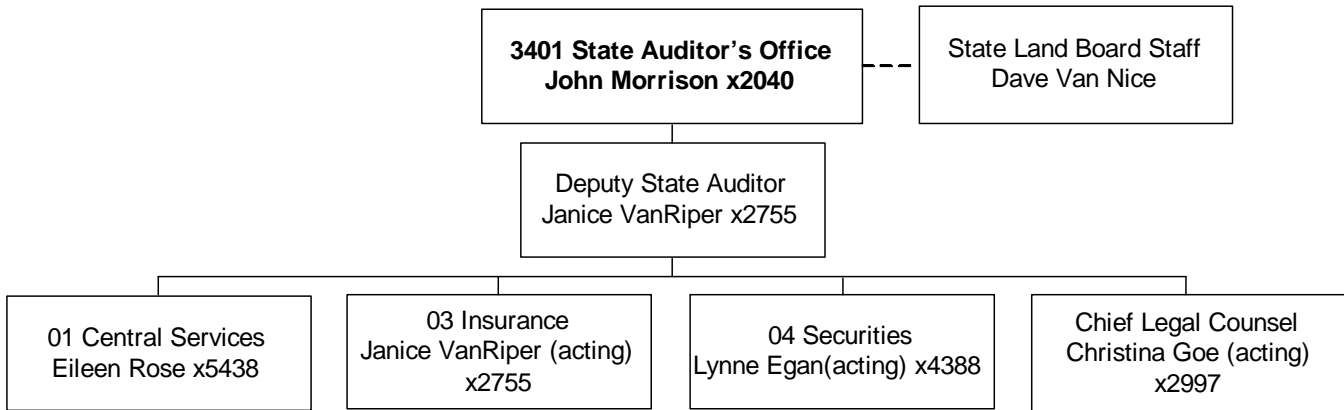 3401 State Auditor’s Office
John Morrison x2040
State Land Board Staff
Dave Van Nice
Deputy State Auditor
Janice VanRiper x2755
01 Central Services
Eileen Rose x5438
03 Insurance
Janice VanRiper (acting)
x2755
04 Securities
Lynne Egan(acting) x4388
Chief Legal Counsel
Christina Goe (acting)
x2997